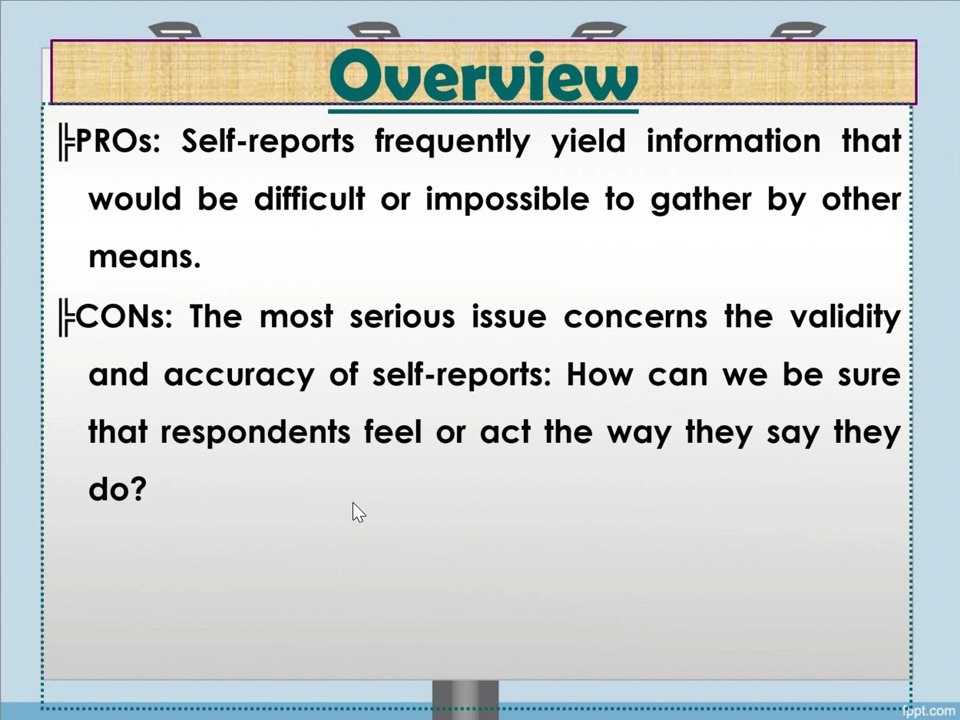 Overview
╠PROs: Self-reports frequently yield information that
would be difficult or impossible to gather by other
means.
╠CONs: The most serious issue concerns the validity
and accuracy of self-reports: How can we be sure
that respondents feel or act the way they say they
do?
fppt.com